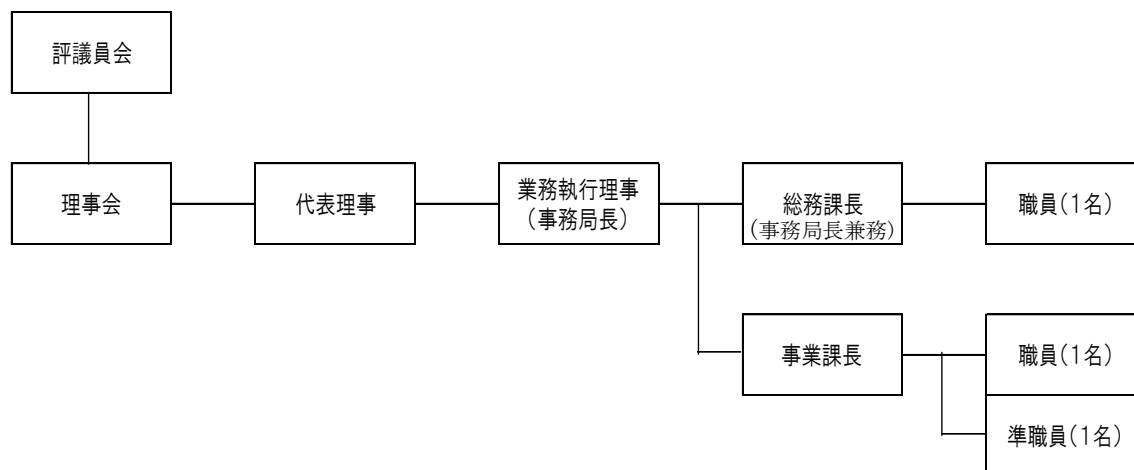 評議員会
理事会
代表理事
業務執行理事
(事務局長)
総務課長
(事務局長兼務)
職員(1名)
事業課長
職員(1名)
準職員(1名)